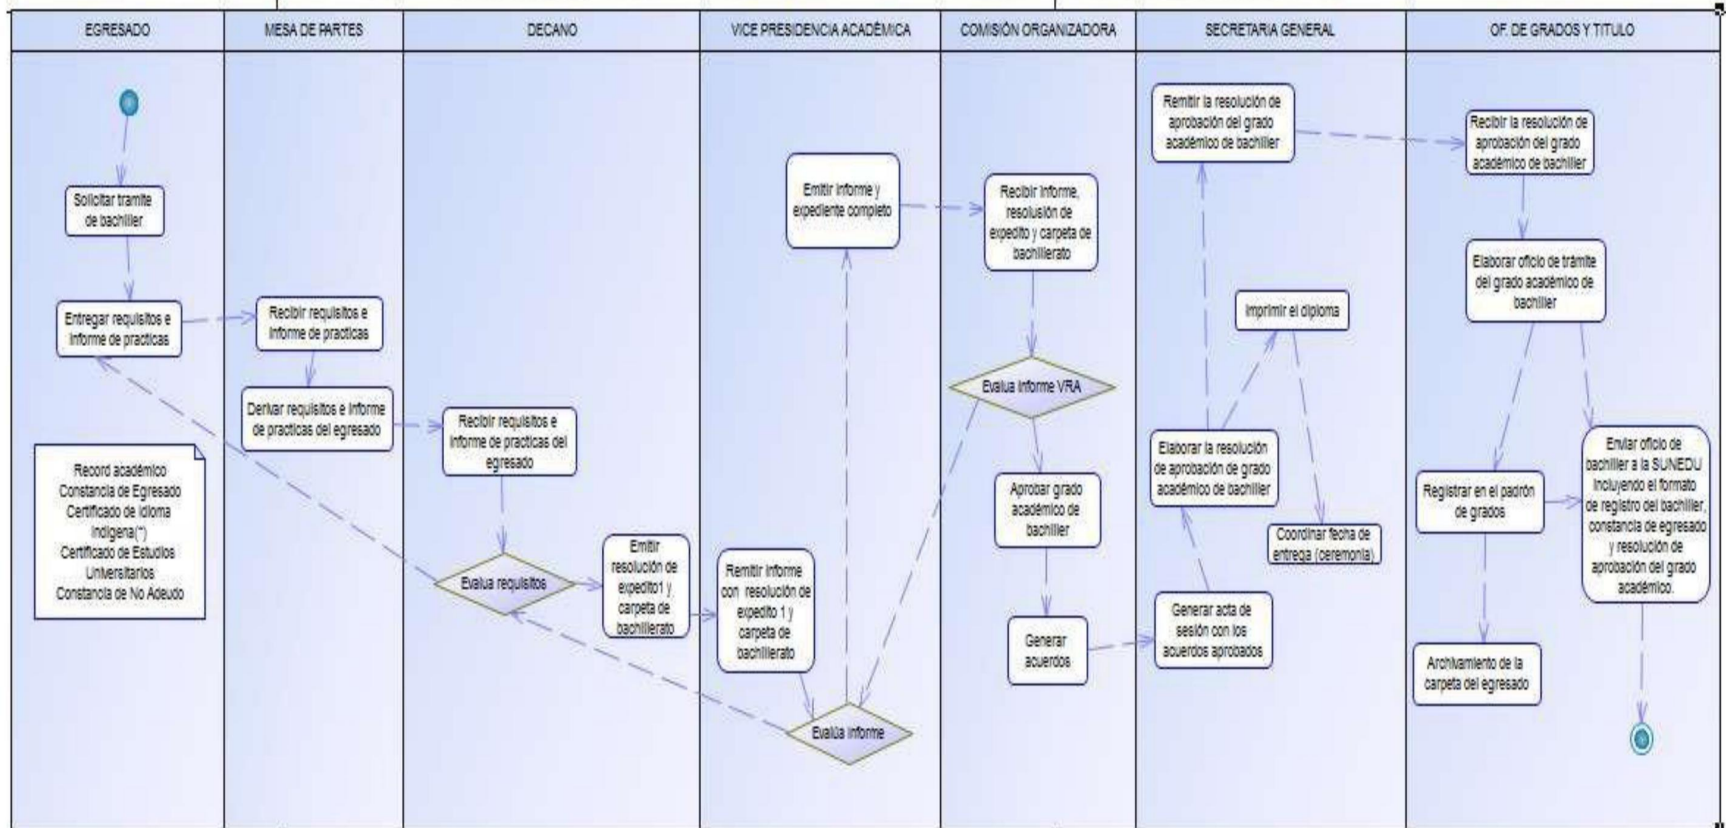 EGRESADO
MESA DE PARTES
DECANO
VICE PRESIDENCIA ACADÉMICA
COMISIÓN ORGANIZADORA
SECRETARIA GENERAL
OF. DE GRADOS Y TITULO
Solicitar tramite
de bachiller
Entregar requisitos e
informe de practicas
Record académico
Constancia de Egresado
Certificado de Idioma
Indigena(*)
Certificado de Estudios
Universitarios
Constancia de No Adeudo
Recibir requisitos e
informe de practicas
Derivar requisitos e informe
de practicas del egresado
Recibir requisitos e
informe de practicas del
egresado
Evalua requisitos
Emitir
resolución de
expedito1 y
carpeta de
bachillerato
Emitir informe y
expediente completo
Remitir informe
con resolución de
expedito 1 y
carpeta de
bachillerato
Evalúa informe
Recibir informe,
resolusión de
expedito y carpeta de
bachillerato
Evalua informe VRA
Aprobar grado
académico de
bachiller
Generar
acuerdos
Remitir la resolución de
aprobación del grado
académico de bachiller
Imprimir el diploma
Elaborar la resolución
de aprobación de grado
académico de bachiller
Coordinar fecha de
entrega (ceremonia)
Generar acta de
sesión con los
acuerdos aprobados
Recibir la resolución de
aprobación del grado
académico de bachiller
Elaborar oficio de trámite
del grado académico de
bachiller
Registrar en el padrón
de grados
Enviar oficio de
bachiller a la SUNEDU
incluyendo el formato
de registro del bachiller,
constancia de egresado
y resolución de
aprobación del grado
académico.
Archivamiento de la
carpeta del egresado